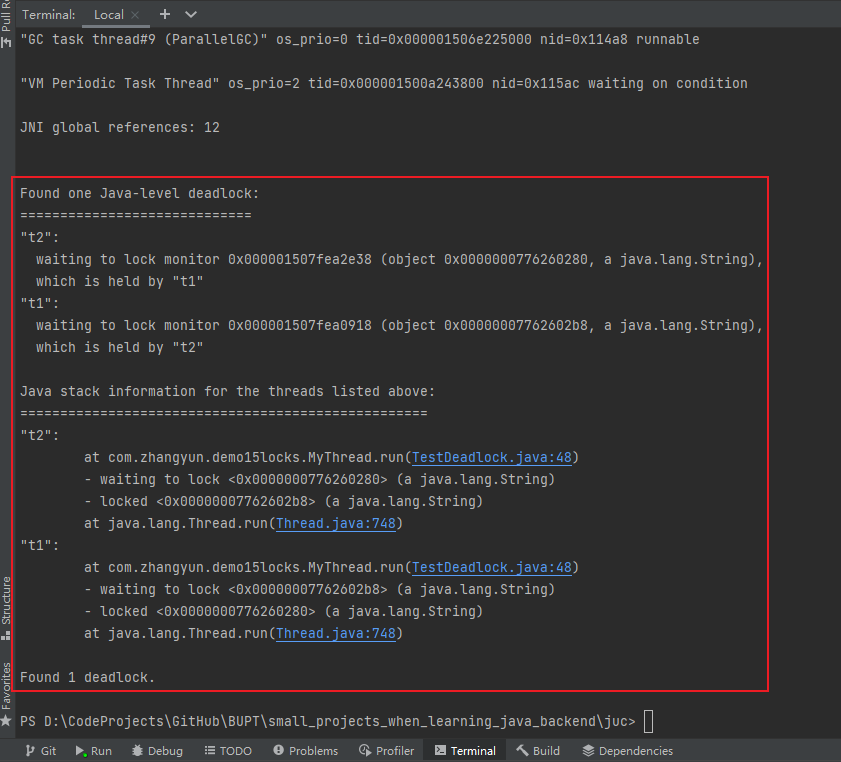 Pull R
Terminal: Local × +
"GC task thread#9 (ParallelGC)" os_prio=0 tid=0x000001506e225000 nid=0x114a8 runnable
"VM Periodic Task Thread" os_prio=2 tid=0x000001500a243800 nid=0x115ac waiting on condition
JNI global references: 12
Found one Java-level deadlock:
=============================
"t2":
  waiting to lock monitor 0x000001507fea2e38 (object 0x0000000776260280, a java.lang.String),
  which is held by "t1"
"t1":
  waiting to lock monitor 0x000001507fea0918 (object 0x00000007762602b8, a java.lang.String),
  which is held by "t2"
Java stack information for the threads listed above:
===================================================
"t2":
        at com.zhangyun.demo15locks.MyThread.run(TestDeadlock.java:48)
        - waiting to lock <0x0000000776260280> (a java.lang.String)
        - locked <0x00000007762602b8> (a java.lang.String)
        at java.lang.Thread.run(Thread.java:748)
"t1":
        at com.zhangyun.demo15locks.MyThread.run(TestDeadlock.java:48)
        - waiting to lock <0x00000007762602b8> (a java.lang.String)
        - locked <0x0000000776260280> (a java.lang.String)
        at java.lang.Thread.run(Thread.java:748)
Found 1 deadlock.
PS D:\CodeProjects\GitHub\BUPT\small_projects_when_learning_java_backend\juc>
Structure
Favorites
Git Run Debug TODO Problems Profiler Terminal Build Dependencies